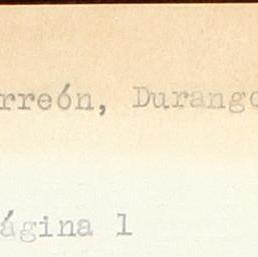 rreón, Durango
ágina 1